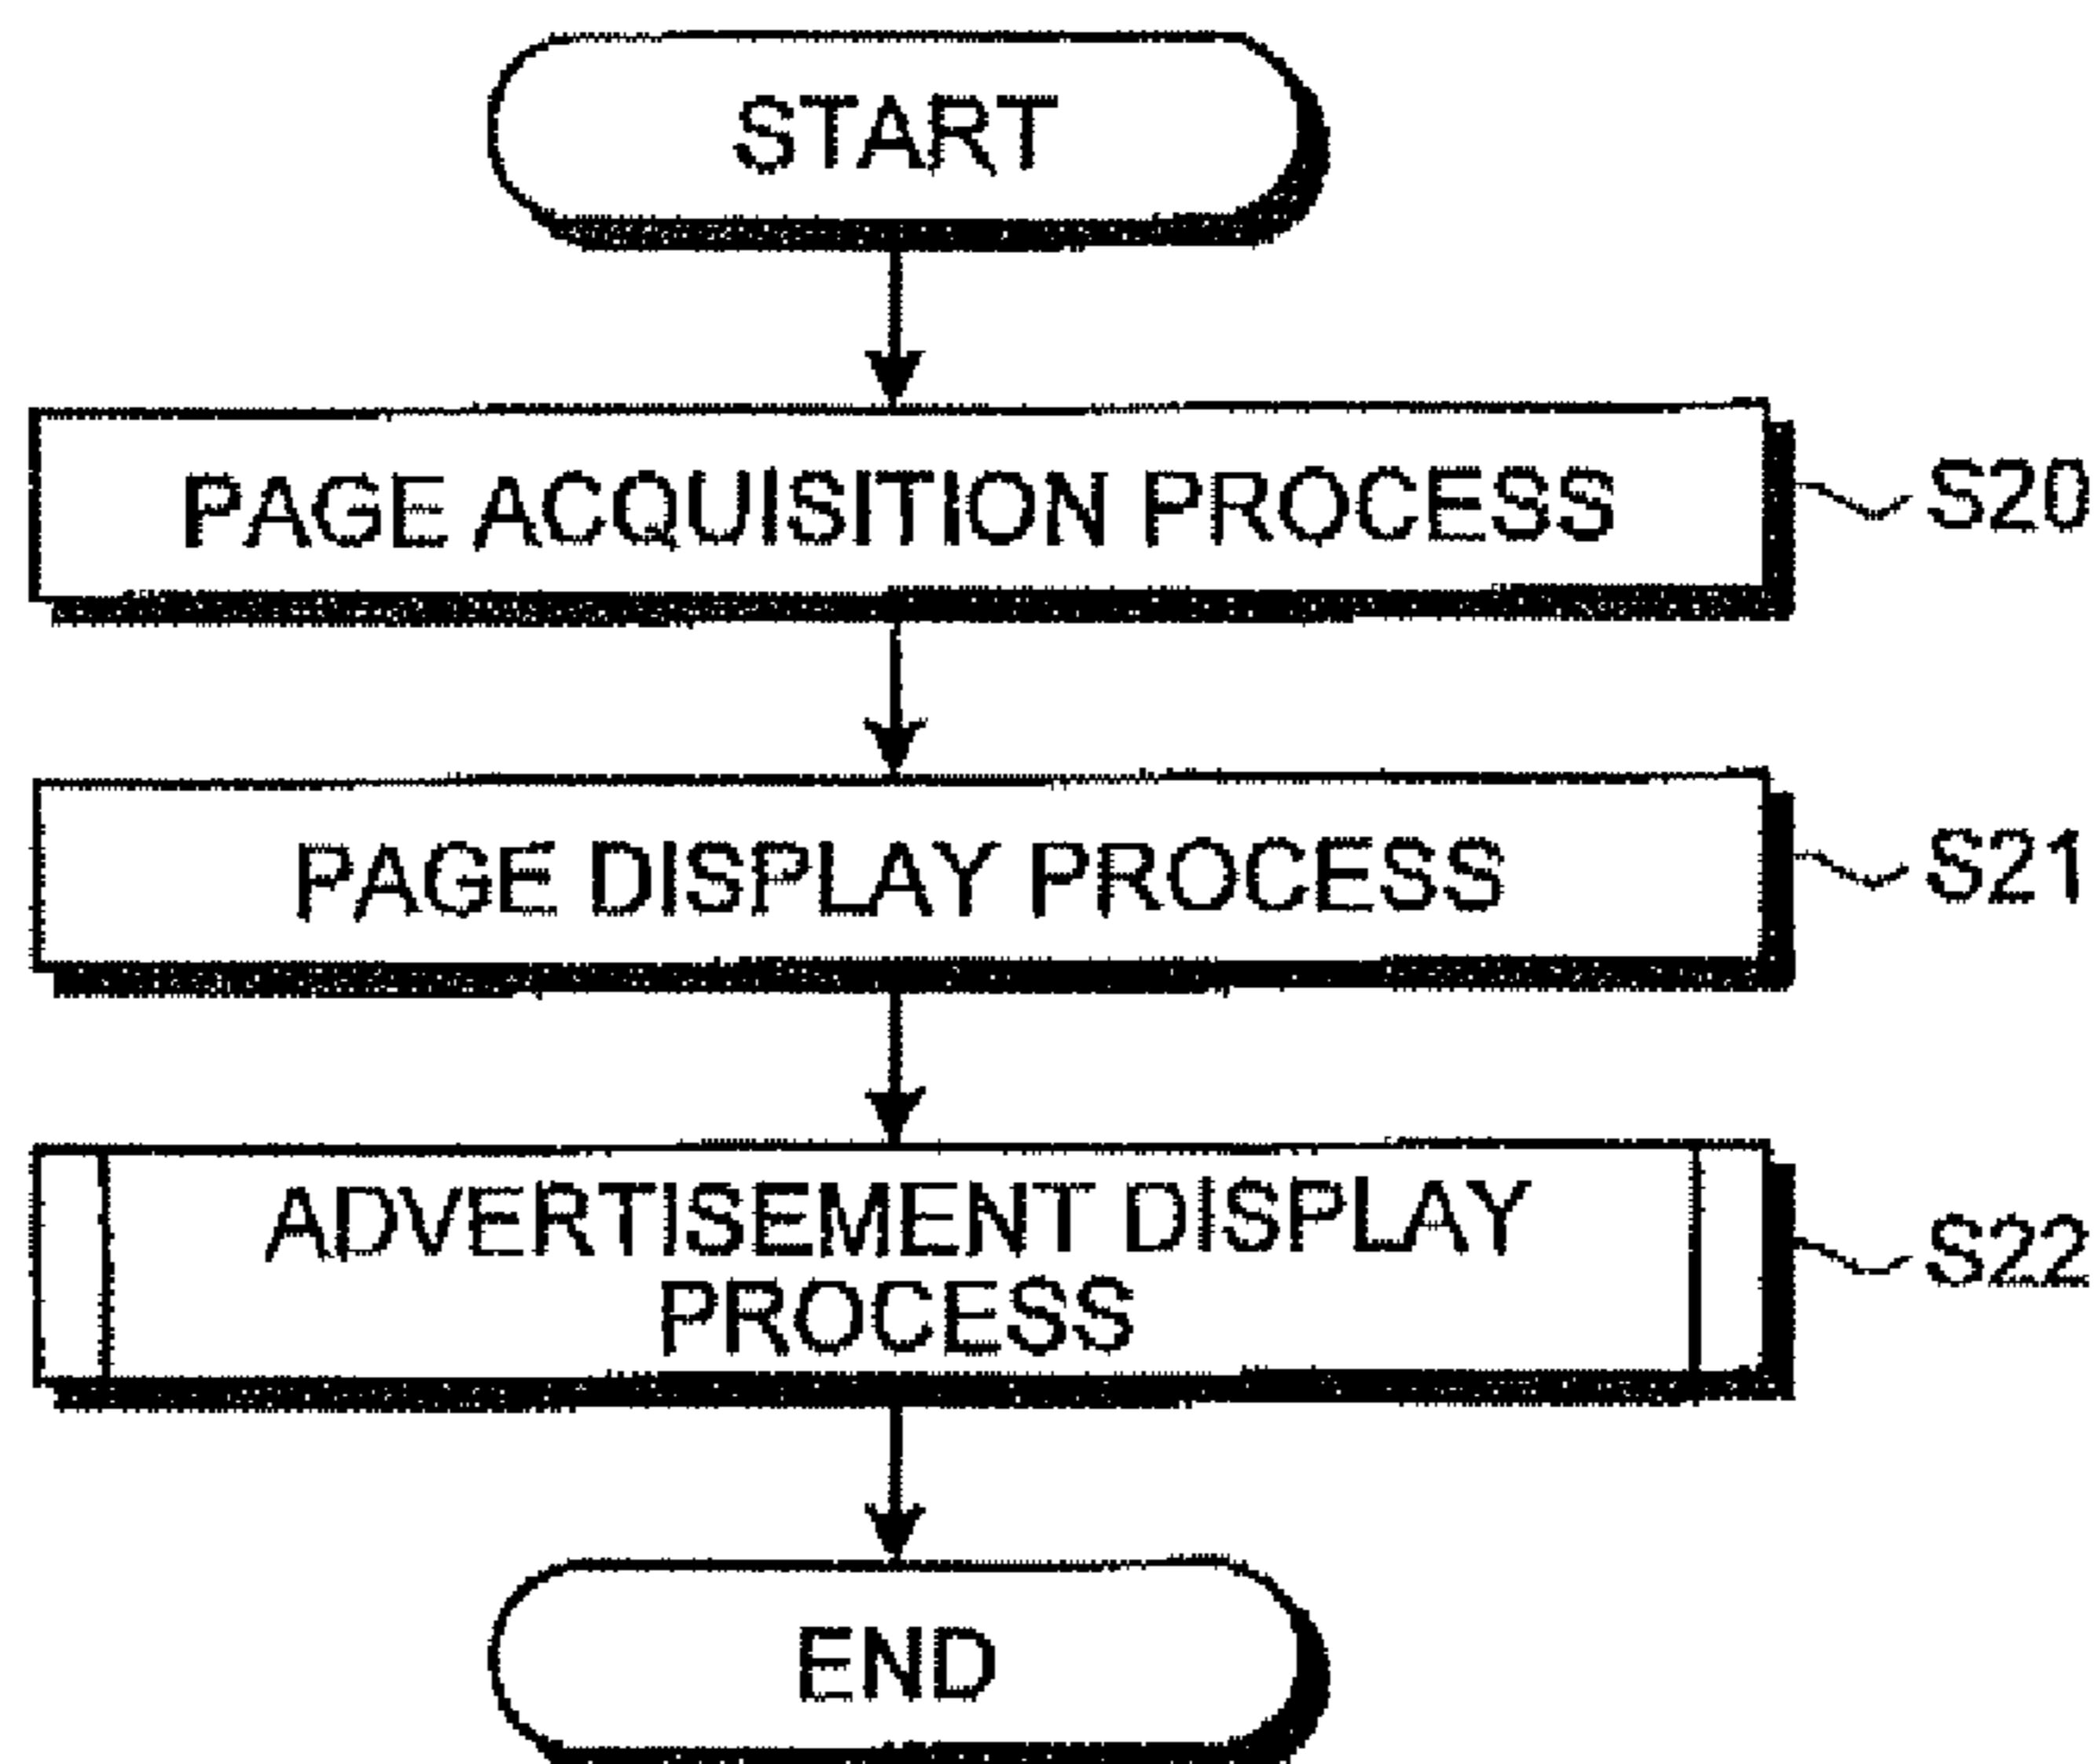 START
PAGE ACQUISITION PROCESS
S20
PAGE DISPLAY PROCESS
S21
ADVERTISEMENT DISPLAY
PROCESS
S22
END